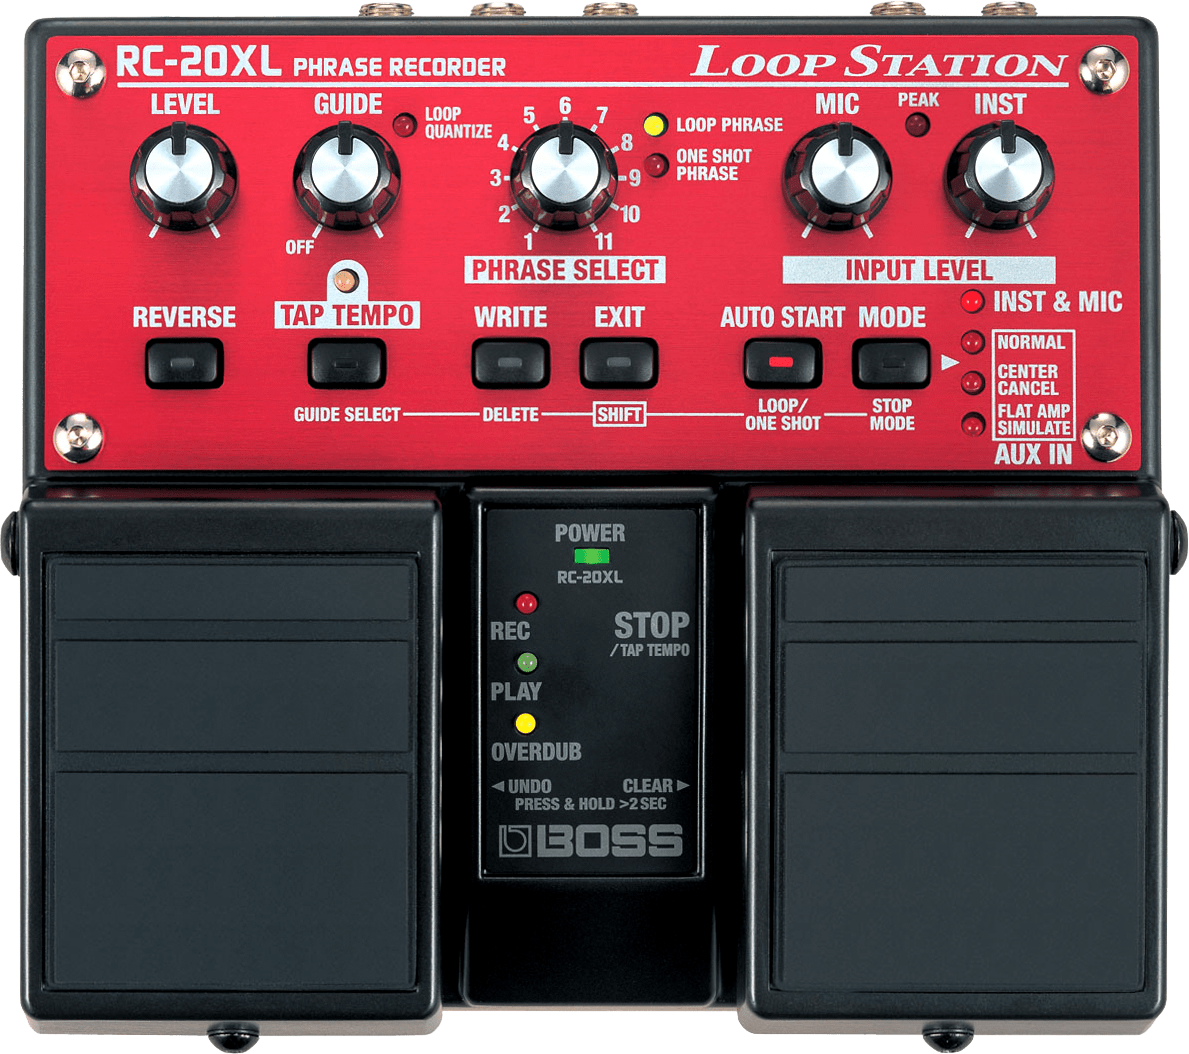 RC-20XL PHRASE RECORDER
LOOP STATION
LEVEL
GUIDE
LOOP
QUANTIZE
OFF
1
2
3
4
5
6
7
8
9
10
11
LOOP PHRASE
ONE SHOT
PHRASE
PHRASE SELECT
MIC
PEAK
INST
INPUT LEVEL
REVERSE
TAP TEMPO
WRITE
EXIT
AUTO START
MODE
GUIDE SELECT
DELETE
SHIFT
LOOP/
ONE SHOT
STOP
MODE
INST & MIC
NORMAL
CENTER
CANCEL
FLAT AMP
SIMULATE
AUX IN
POWER
RC-20XL
REC
PLAY
OVERDUB
STOP
/TAP TEMPO
◄UNDO CLEAR►
PRESS & HOLD >2 SEC
BOSS